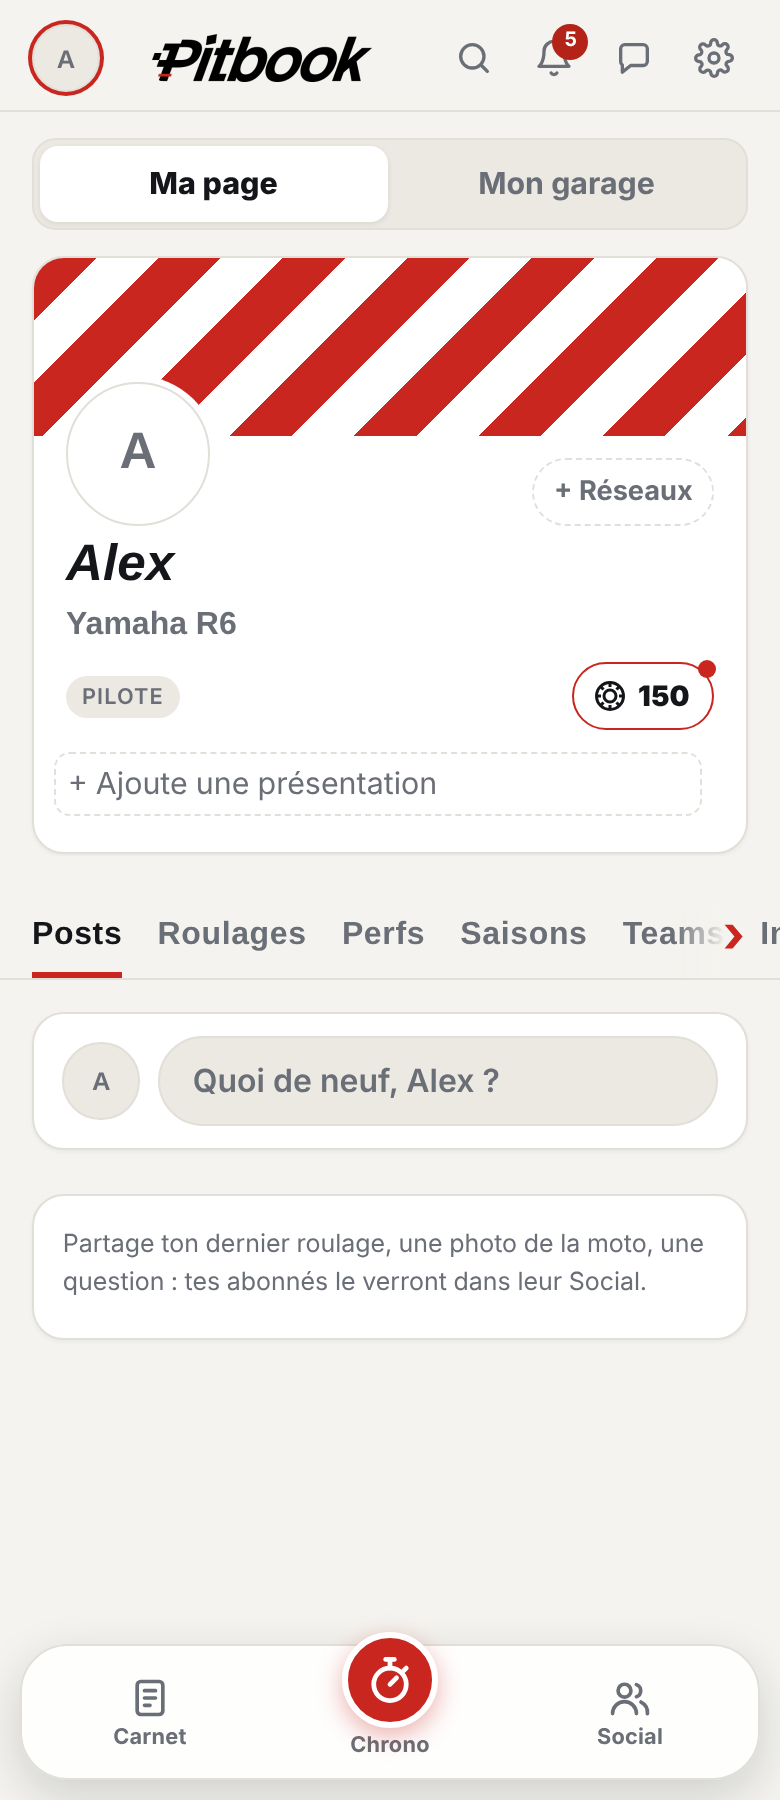 A
Pitbook
5
Ma page
Mon garage
A
+ Réseaux
Alex
Yamaha R6
PILOTE
150
+ Ajoute une présentation
Posts Roulages Perfs Saisons Teams
A
Quoi de neuf, Alex ?
Partage ton dernier roulage, une photo de la moto, une
question : tes abonnés le verront dans leur Social.
Carnet
Chrono
Social